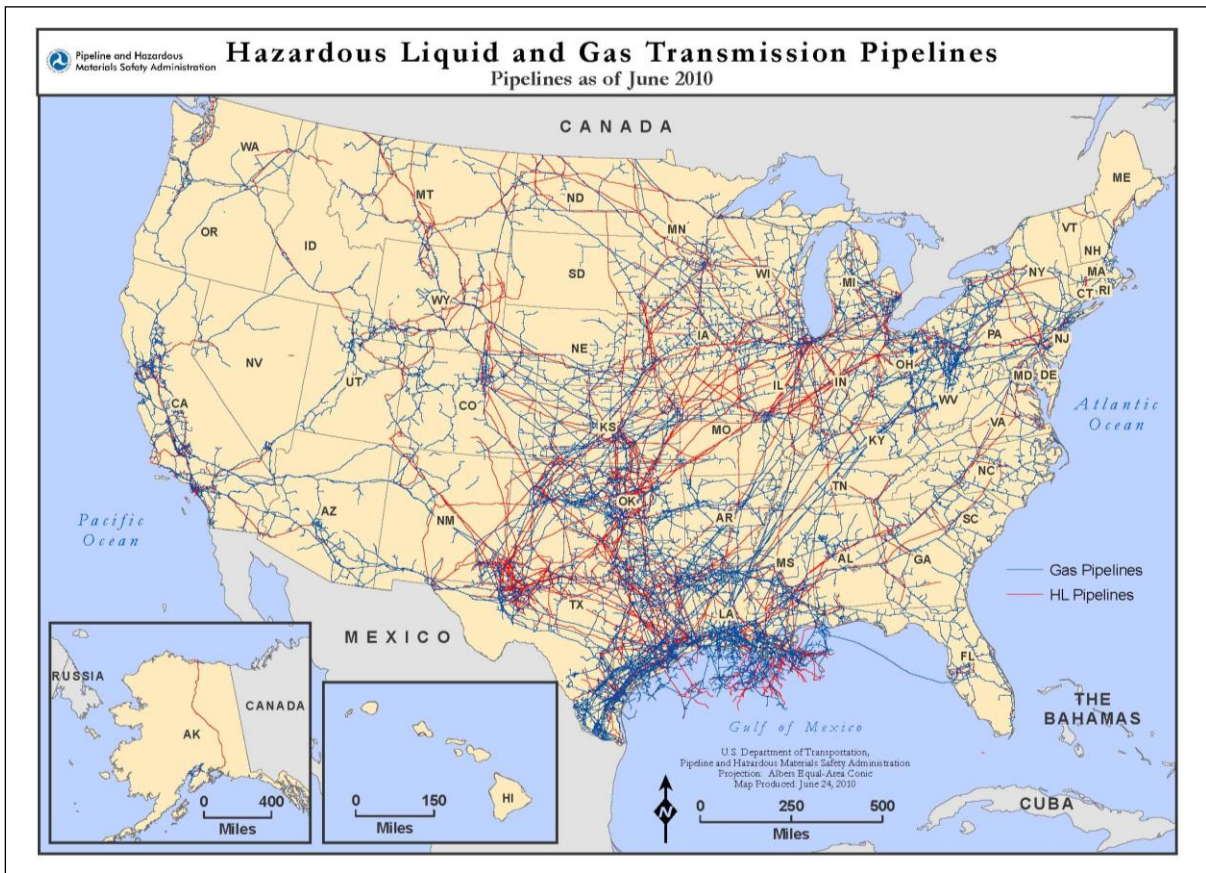 Pipeline and Hazardous
Materials Safety Administration
Hazardous Liquid and Gas Transmission Pipelines
Pipelines as of June 2010
CANADA
WA
MT
ND
MN
ME
VT
NH
OR
ID
SD
WI
MI
NY
MA
CT
RI
WY
NE
IA
PA
NJ
NV
UT
CO
IL
IN
OH
MD
DE
WV
CA
KS
MO
KY
VA
Atlantic
Ocean
NC
TN
OK
AZ
NM
AR
SC
Pacific
Ocean
MS
AL
GA
TX
LA
Gas Pipelines
HL Pipelines
MEXICO
FL
THE
BAHAMAS
Gulf of Mexico
RUSSIA
CANADA
AK
0 400
Miles
0 150
Miles
HI
U.S. Department of Transportation,
Pipeline and Hazardous Materials Safety Administration
Projection: Albers Equal-Area Conic
Map Produced: June 24, 2010
N
0 250 500
Miles
CUBA